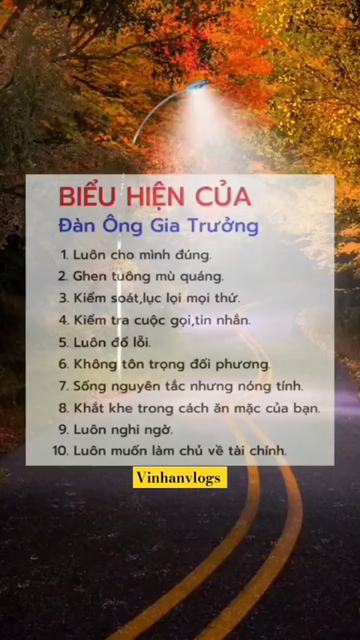 BIỂU HIỆN CỦA
Đàn Ông Gia Trưởng
1. Luôn cho mình đúng.
2. Ghen tuông mù quáng.
3. Kiểm soát,lục lọi mọi thứ.
4. Kiểm tra cuộc gọi,tin nhắn.
5. Luôn đổ lỗi.
6. Không tôn trọng đối phương.
7. Sống nguyên tắc nhưng nóng tính.
8. Khắt khe trong cách ăn mặc của bạn.
9. Luôn nghi ngờ.
10. Luôn muốn làm chủ về tài chính.
Vinhanvlogs